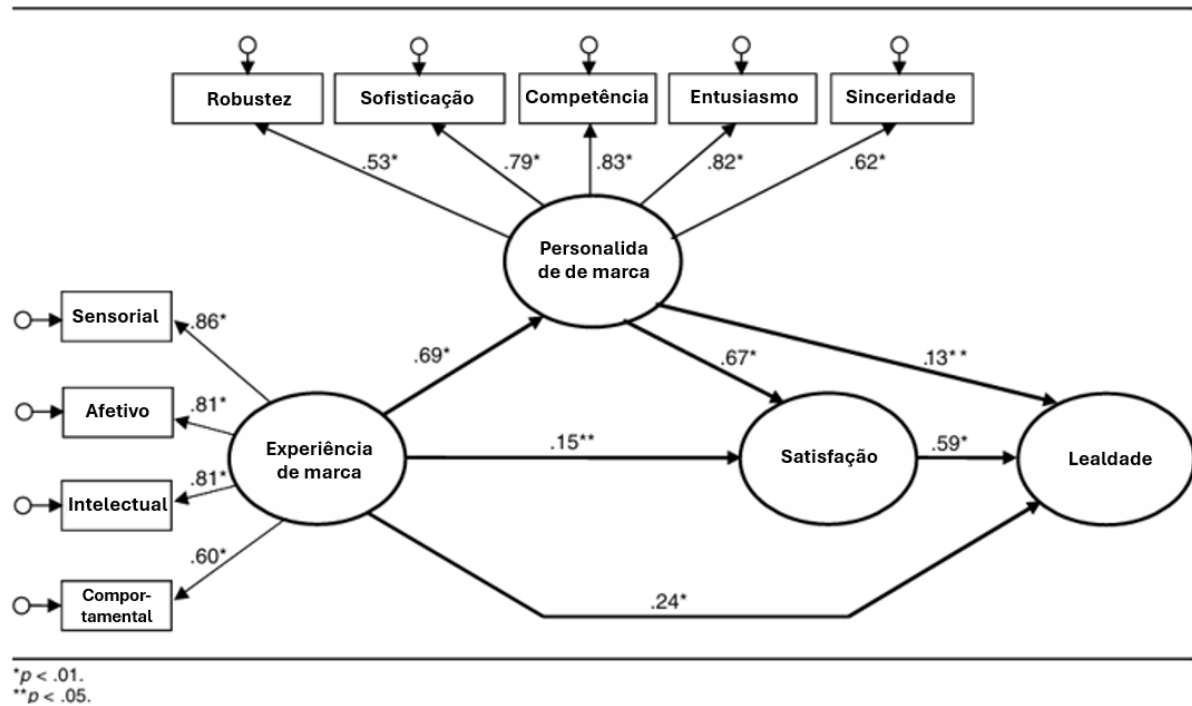 Robustez
Sofisticação
Competência
Entusiasmo
Sinceridade
.53*
.79*
.83*
.82*
.62*
Personalida
de de marca
Sensorial
.86*
.69*
.67*
.13**
Afetivo
.81*
Experiência
de marca
.15**
Satisfação
.59*
Lealdade
Intelectual
.81*
.60*
Compor-
tamental
.24*
*p < .01.
**p < .05.